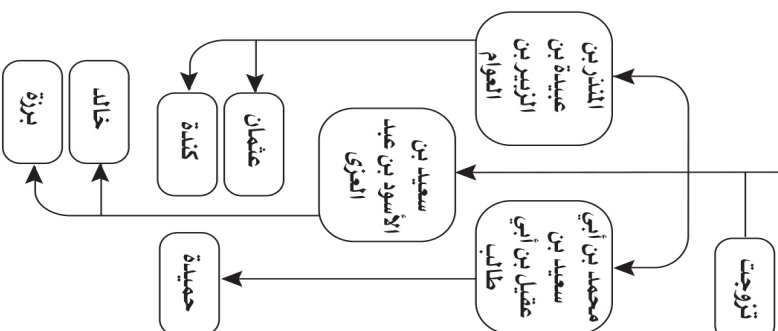 تزوجت
المنذر بن
عبيدة بن
الزبير بن
العوام
محمد بن أبي
سعيد بن
عقيل بن أبي
طالب
سعيد بن
الأسود بن عبد
العزى
عثمان
كندة
حميدة
خالد
برزة